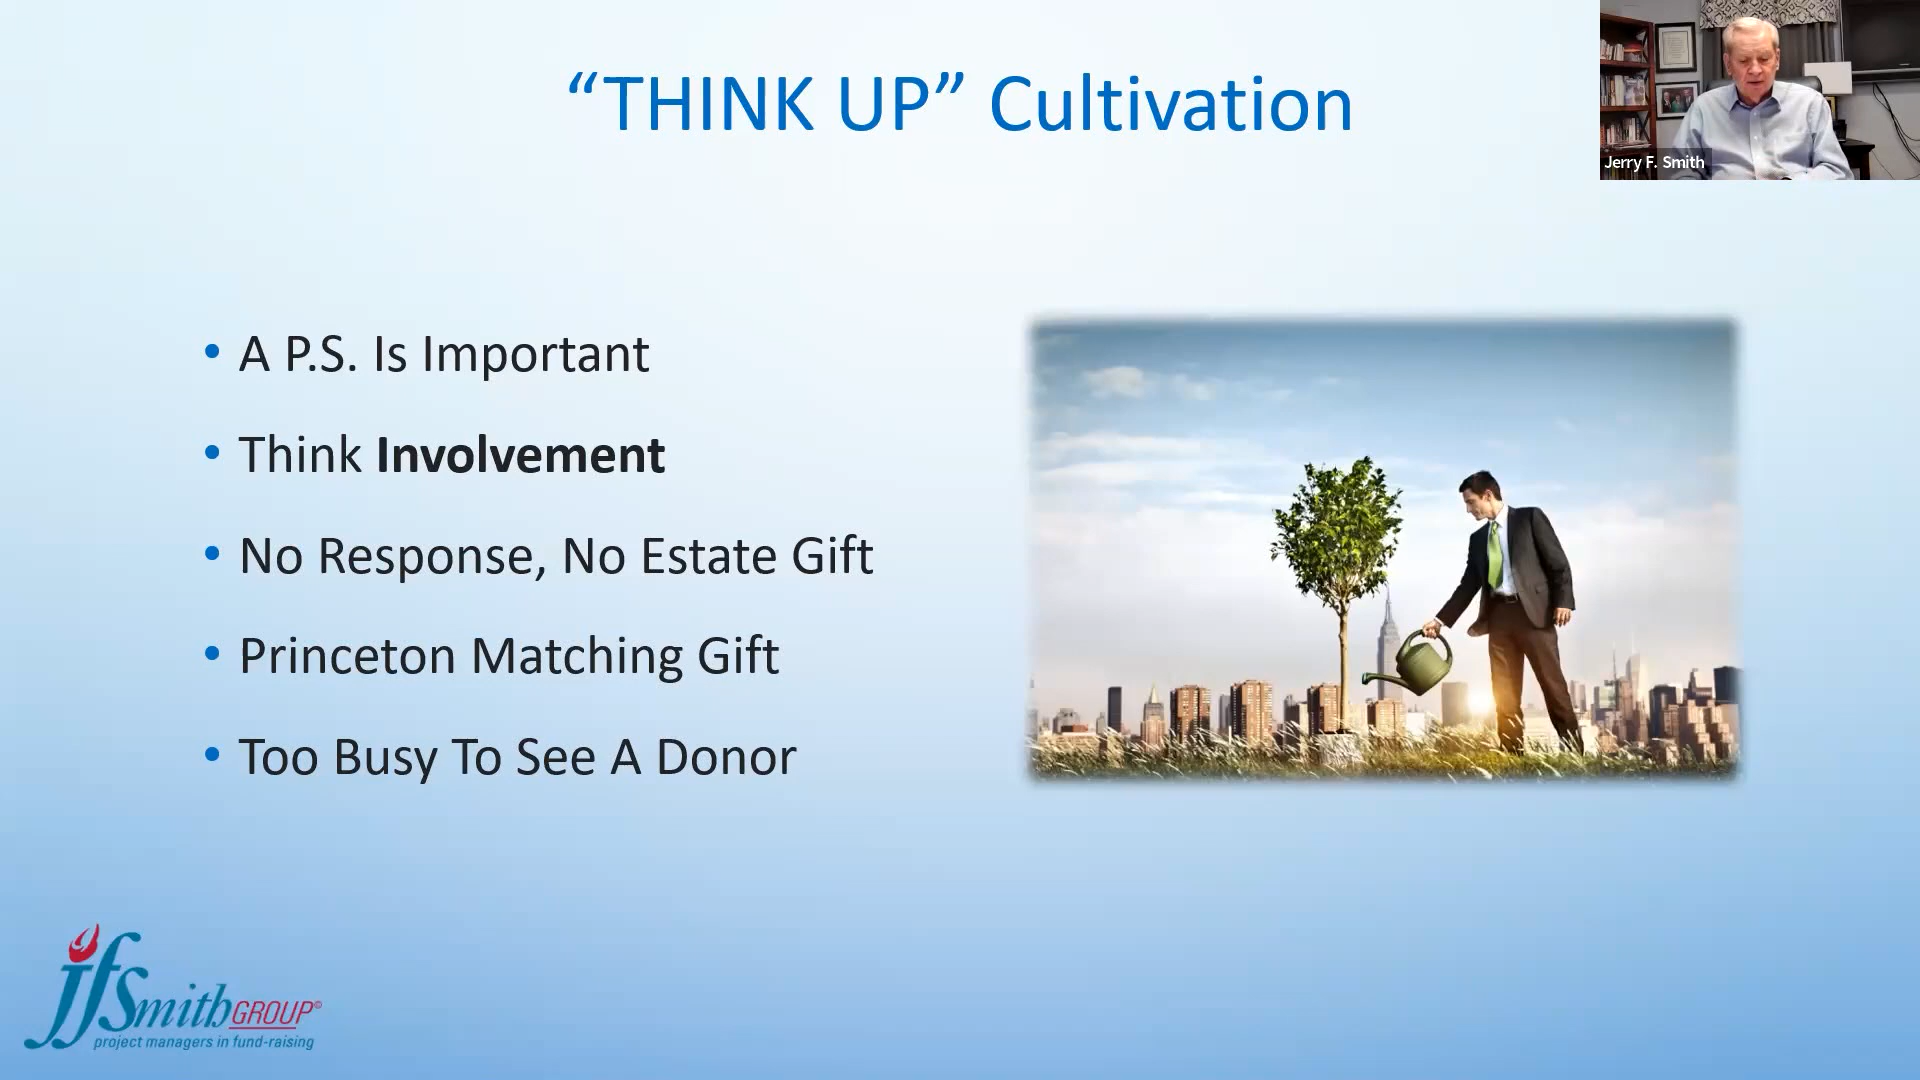 “THINK UP” Cultivation
Jerry F. Smith
• A P.S. Is Important
• Think Involvement
• No Response, No Estate Gift
• Princeton Matching Gift
• Too Busy To See A Donor
jfSmithGROUP©
project managers in fund-raising